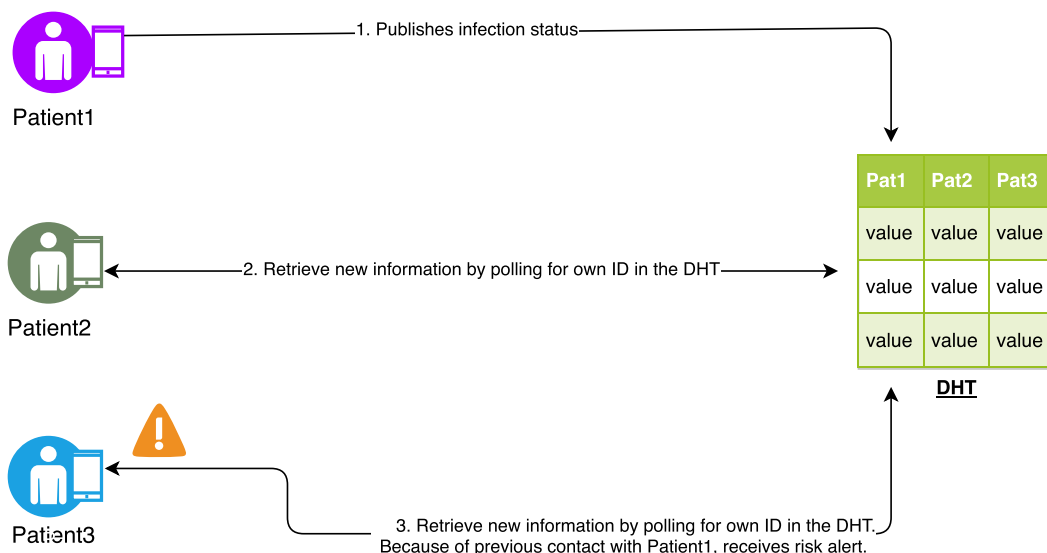 1. Publishes infection status
Patient1
Pat1 Pat2 Pat3
value value value
2. Retrieve new information by polling for own ID in the DHT
value value value
Patient2
value value value
DHT
Patient3
3. Retrieve new information by polling for own ID in the DHT.
Because of previous contact with Patient1, receives risk alert.